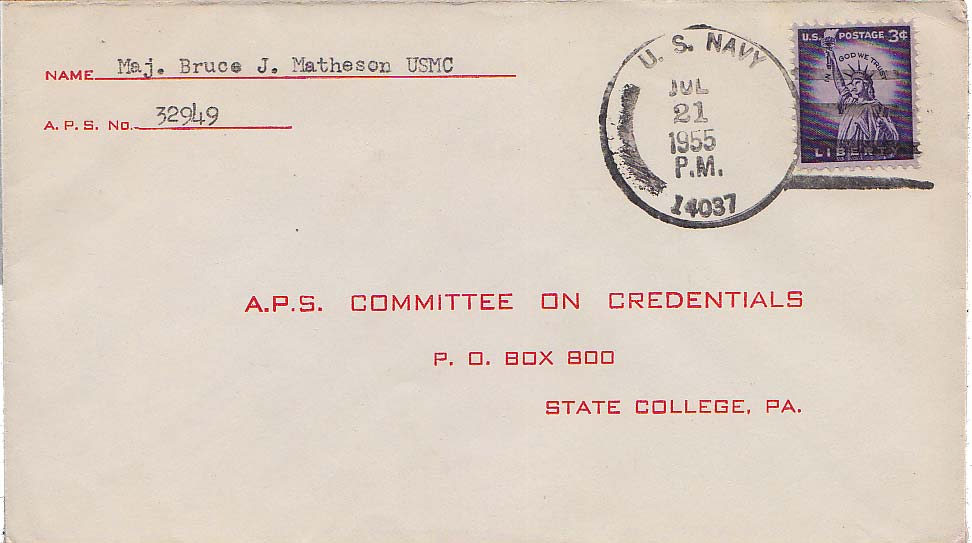 NAME Maj. Bruce J. Matheson USMC
A. P. S. No. 32949
U. S. NAVY
JUL
21
1955
P.M.
14037
U.S. POSTAGE 3¢
IN GOD WE TRUST
LIBERTY
A.P.S. COMMITTEE ON CREDENTIALS
P. O. BOX 800
STATE COLLEGE, PA.